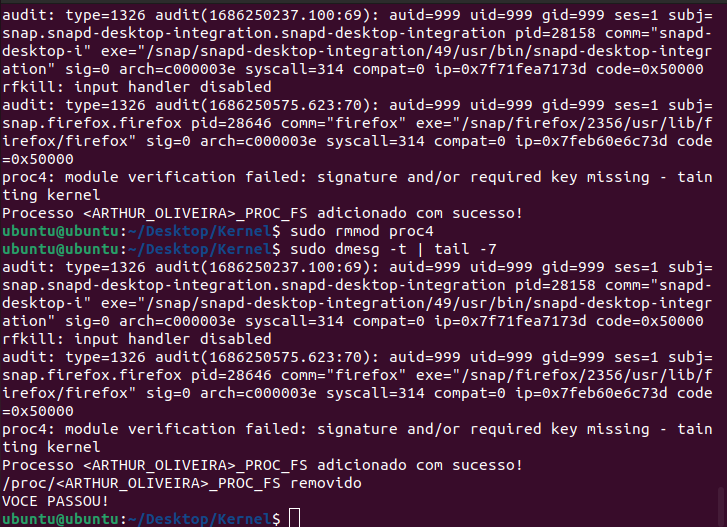 audit: type=1326 audit(1686250237.100:69): auid=999 uid=999 gid=999 ses=1 subj=
snap.snapd-desktop-integration.snapd-desktop-integration pid=28158 comm="snapd-
desktop-i" exe="/snap/snapd-desktop-integration/49/usr/bin/snapd-desktop-integr
ation" sig=0 arch=c000003e syscall=314 compat=0 ip=0x7f71fea7173d code=0x50000
rfkill: input handler disabled
audit: type=1326 audit(1686250575.623:70): auid=999 uid=999 gid=999 ses=1 subj=
snap.firefox.firefox pid=28646 comm="firefox" exe="/snap/firefox/2356/usr/lib/f
irefox/firefox" sig=0 arch=c000003e syscall=314 compat=0 ip=0x7feb60e6c73d code
=0x50000
proc4: module verification failed: signature and/or required key missing - tain
ting kernel
Processo <ARTHUR_OLIVEIRA>_PROC_FS adicionado com sucesso!
ubuntu@ubuntu:~/Desktop/Kernel$ sudo rmmod proc4
ubuntu@ubuntu:~/Desktop/Kernel$ sudo dmesg -t | tail -7
audit: type=1326 audit(1686250237.100:69): auid=999 uid=999 gid=999 ses=1 subj=
snap.snapd-desktop-integration.snapd-desktop-integration pid=28158 comm="snapd-
desktop-i" exe="/snap/snapd-desktop-integration/49/usr/bin/snapd-desktop-integr
ation" sig=0 arch=c000003e syscall=314 compat=0 ip=0x7f71fea7173d code=0x50000
rfkill: input handler disabled
audit: type=1326 audit(1686250575.623:70): auid=999 uid=999 gid=999 ses=1 subj=
snap.firefox.firefox pid=28646 comm="firefox" exe="/snap/firefox/2356/usr/lib/f
irefox/firefox" sig=0 arch=c000003e syscall=314 compat=0 ip=0x7feb60e6c73d code
=0x50000
proc4: module verification failed: signature and/or required key missing - tain
ting kernel
Processo <ARTHUR_OLIVEIRA>_PROC_FS adicionado com sucesso!
/proc/<ARTHUR_OLIVEIRA>_PROC_FS removido
VOCE PASSOU!
ubuntu@ubuntu:~/Desktop/Kernel$